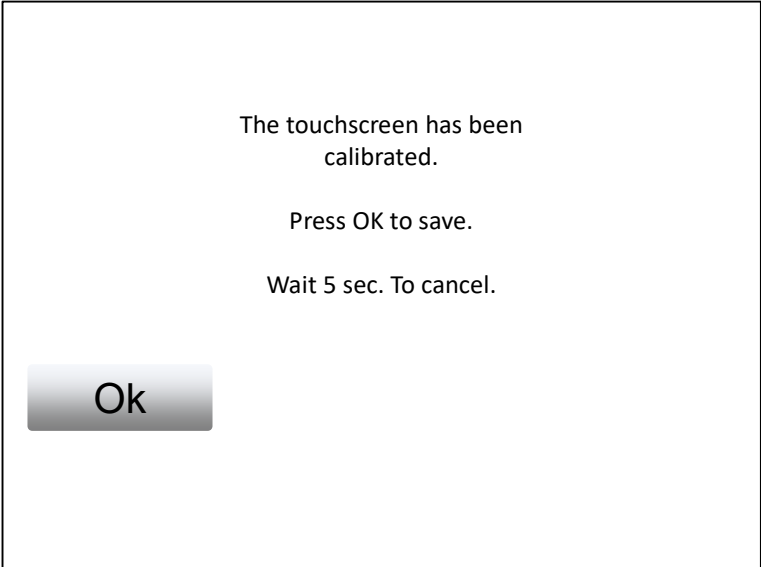 The touchscreen has been
calibrated.
Press OK to save.
Wait 5 sec. To cancel.
Ok